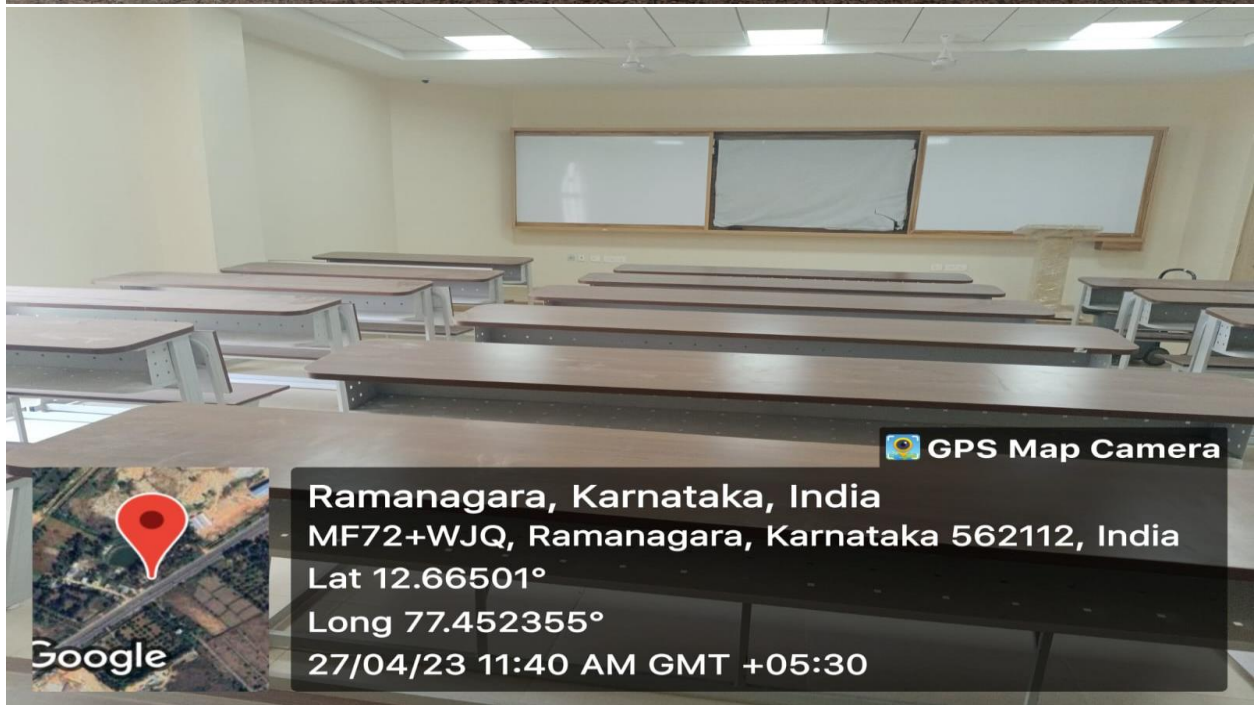 GPS Map Camera
Ramanagara, Karnataka, India
MF72+WJQ, Ramanagara, Karnataka 562112, India
Lat 12.66501°
Long 77.452355°
27/04/23 11:40 AM GMT +05:30
Google